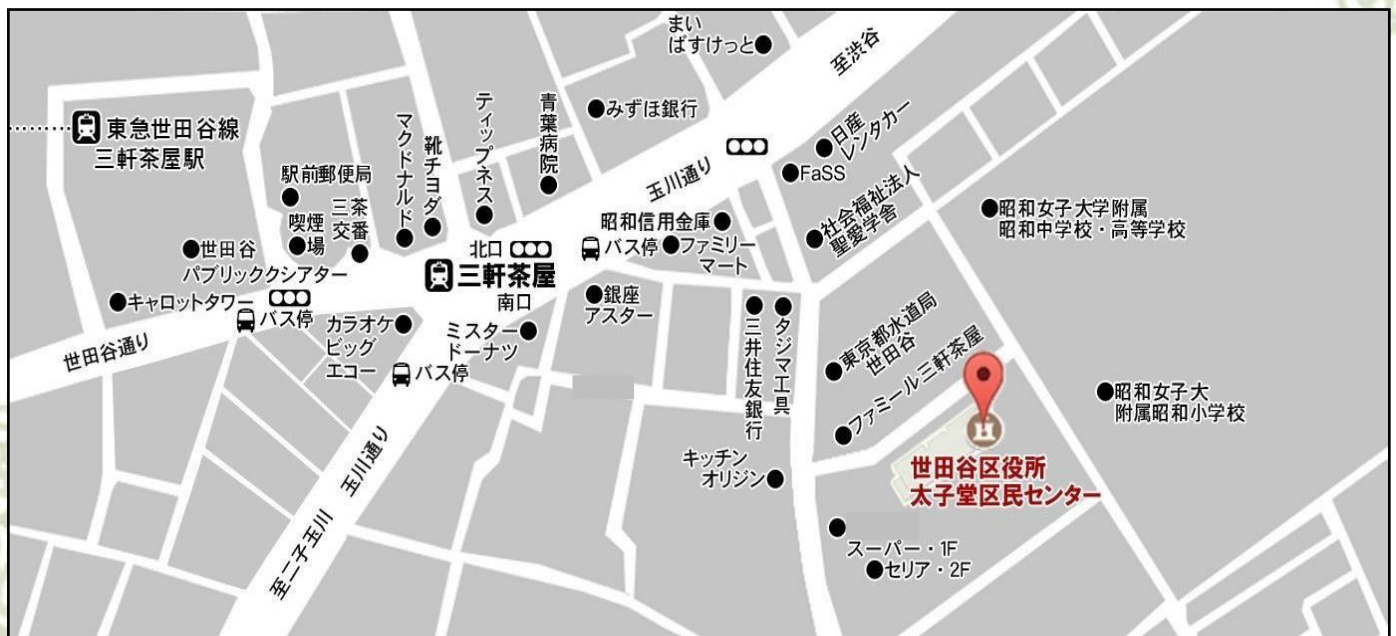 まい
ばすけっと
至渋谷
東急世田谷線
三軒茶屋駅
マクドナルド
靴チヨダ
ティップネス
青葉病院
みずほ銀行
日産
レンタカー
FaSS
玉川通り
社会福祉法人
聖愛学舎
駅前郵便局
喫煙
場
三茶
交番
昭和信用金庫
ファミリー
マート
昭和女子大学附属
昭和中学校・高等学校
世田谷
パブリッククシアター
北口
バス停
三軒茶屋
南口
キャロットタワー
バス停
銀座
アスター
カラオケ
ビッグ
エコー
ミスター
ドーナツ
バス停
世田谷通り
三井住友銀行
タジマ工具
東京都水道局
世田谷
ファミール三軒茶屋
昭和女子大
附属昭和小学校
玉川通り
至二子玉川
キッチン
オリジン
世田谷区役所
太子堂区民センター
スーパー・1F
セリア・2F